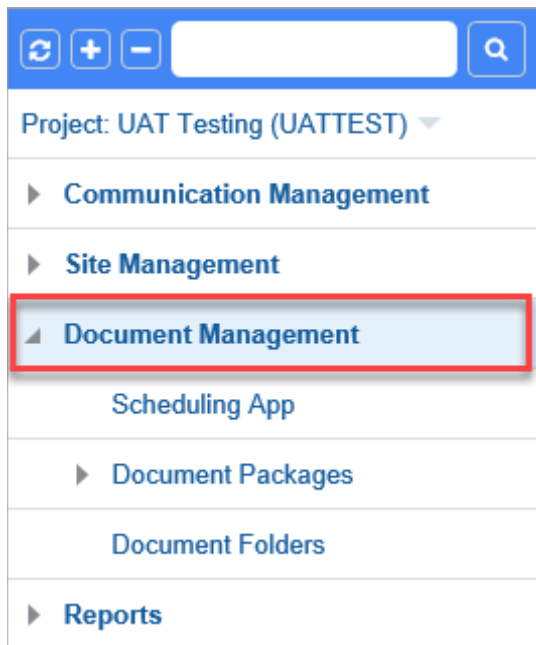 Project: UAT Testing (UATTEST)
Communication Management
Site Management
Document Management
Scheduling App
Document Packages
Document Folders
Reports